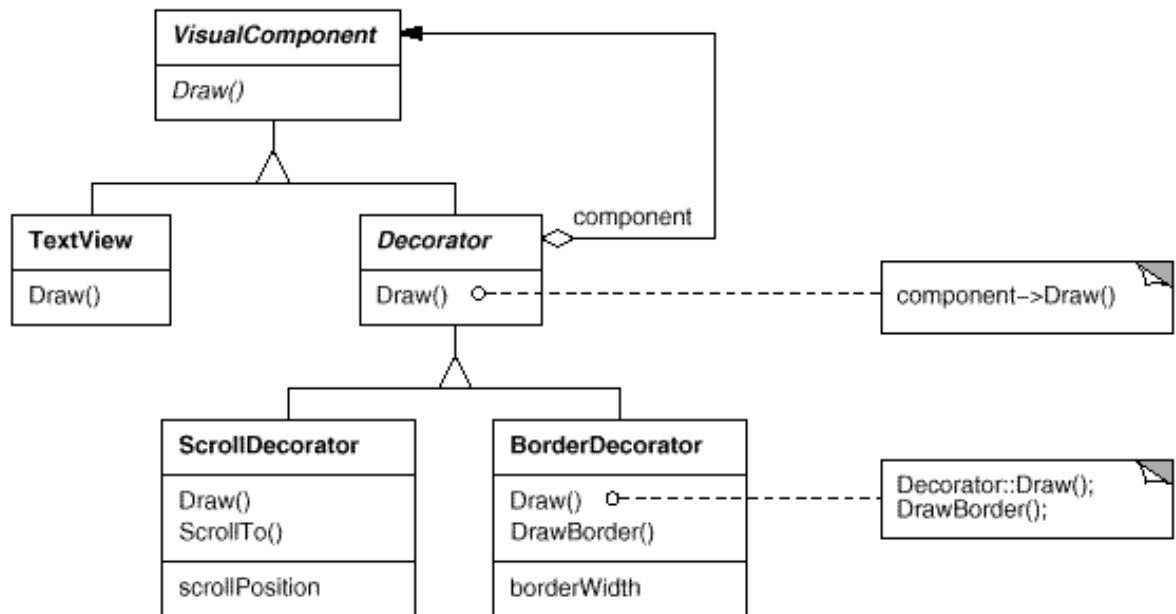 VisualComponent
Draw()
component
TextView
Draw()
Decorator
Draw()
component->Draw()
ScrollDecorator
Draw()
ScrollTo()
scrollPosition
BorderDecorator
Draw()
DrawBorder()
borderWidth
Decorator::Draw();
DrawBorder();